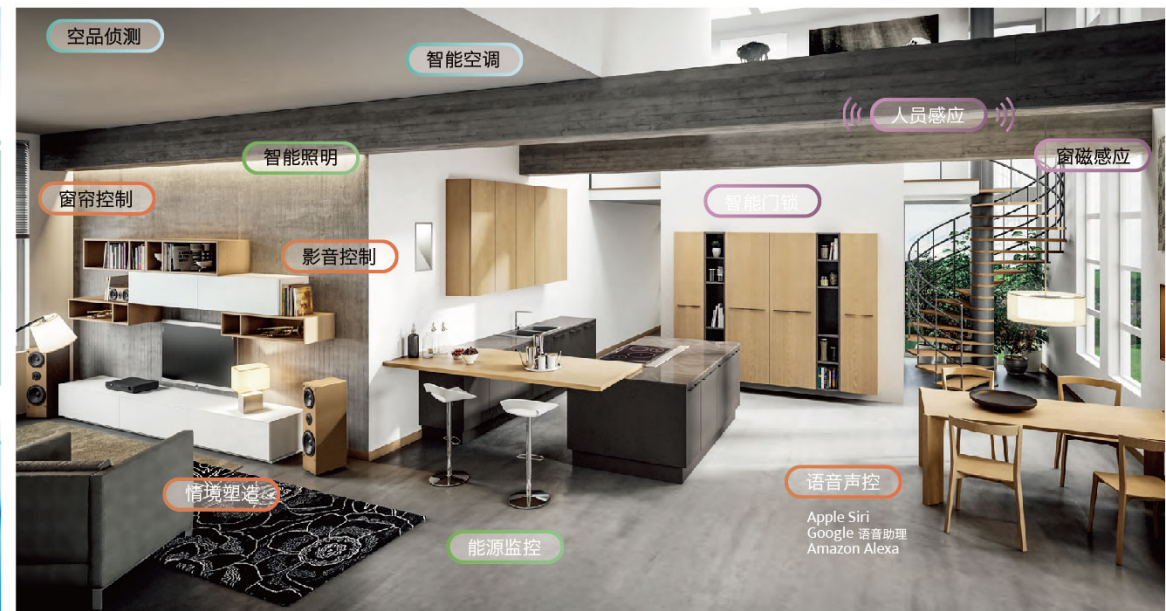 空品侦测
智能空调
人员感应
智能照明
窗磁感应
窗帘控制
智能门锁
影音控制
语音声控
情境塑造
Apple Siri
Google 语音助理
Amazon Alexa
能源监控